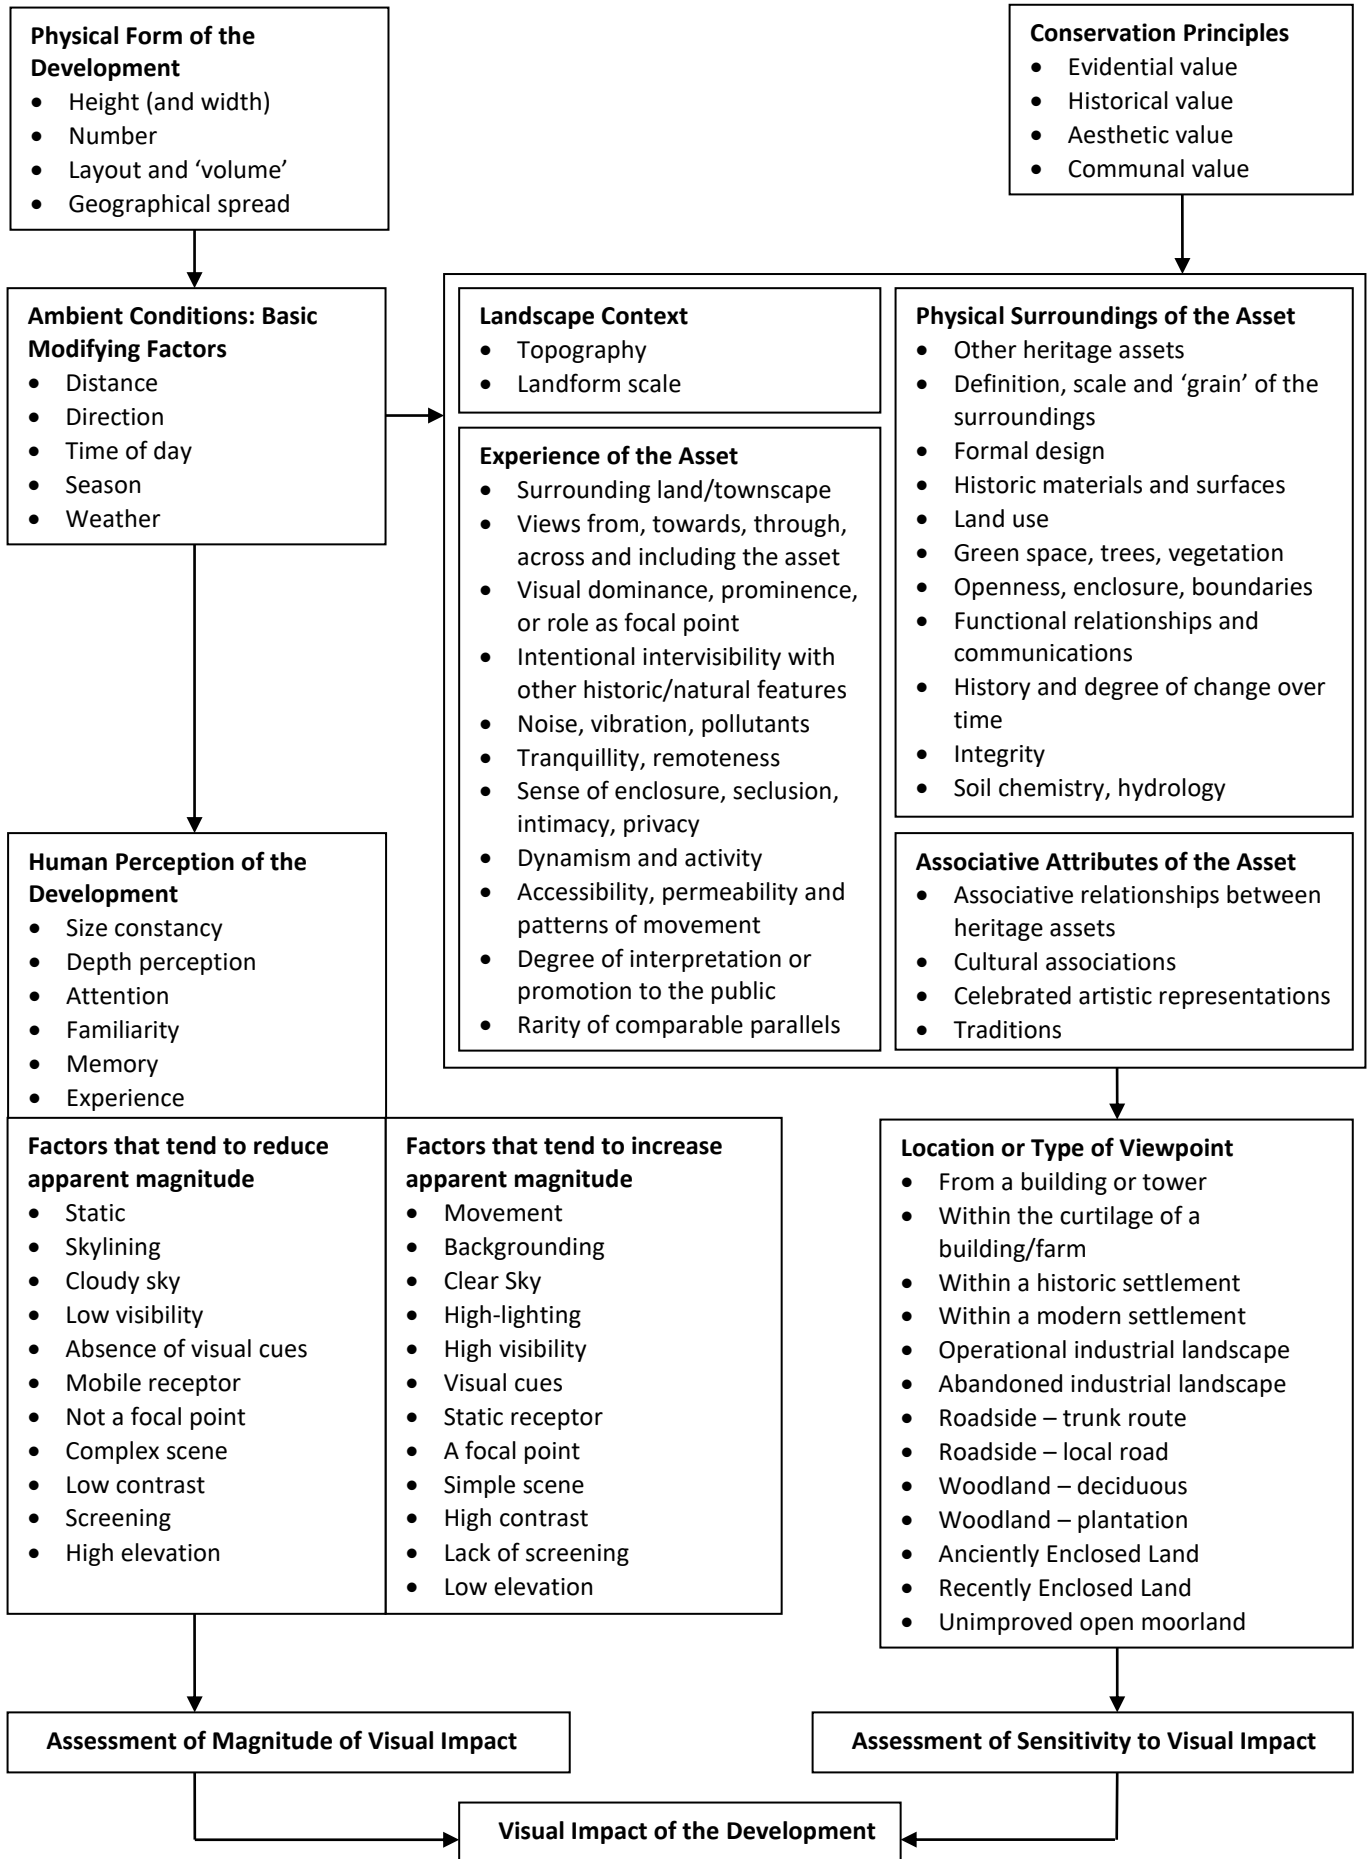 Physical Form of the
Development
• Height (and width)
• Number
• Layout and ‘volume’
• Geographical spread
Conservation Principles
• Evidential value
• Historical value
• Aesthetic value
• Communal value
Ambient Conditions: Basic
Modifying Factors
• Distance
• Direction
• Time of day
• Season
• Weather
Landscape Context
• Topography
• Landform scale
Experience of the Asset
• Surrounding land/townscape
• Views from, towards, through,
across and including the asset
• Visual dominance, prominence,
or role as focal point
• Intentional intervisibility with
other historic/natural features
• Noise, vibration, pollutants
• Tranquillity, remoteness
• Sense of enclosure, seclusion,
intimacy, privacy
• Dynamism and activity
• Accessibility, permeability and
patterns of movement
• Degree of interpretation or
promotion to the public
• Rarity of comparable parallels
Physical Surroundings of the Asset
• Other heritage assets
• Definition, scale and ‘grain’ of the
surroundings
• Formal design
• Historic materials and surfaces
• Land use
• Green space, trees, vegetation
• Openness, enclosure, boundaries
• Functional relationships and
communications
• History and degree of change over
time
• Integrity
• Soil chemistry, hydrology
Associative Attributes of the Asset
• Associative relationships between
heritage assets
• Cultural associations
• Celebrated artistic representations
• Traditions
Human Perception of the
Development
• Size constancy
• Depth perception
• Attention
• Familiarity
• Memory
• Experience
Factors that tend to reduce
apparent magnitude
• Static
• Skylining
• Cloudy sky
• Low visibility
• Absence of visual cues
• Mobile receptor
• Not a focal point
• Complex scene
• Low contrast
• Screening
• High elevation
Factors that tend to increase
apparent magnitude
• Movement
• Backgrounding
• Clear Sky
• High-lighting
• High visibility
• Visual cues
• Static receptor
• A focal point
• Simple scene
• High contrast
• Lack of screening
• Low elevation
Location or Type of Viewpoint
• From a building or tower
• Within the curtilage of a
building/farm
• Within a historic settlement
• Within a modern settlement
• Operational industrial landscape
• Abandoned industrial landscape
• Roadside – trunk route
• Roadside – local road
• Woodland – deciduous
• Woodland – plantation
• Anciently Enclosed Land
• Recently Enclosed Land
• Unimproved open moorland
Assessment of Magnitude of Visual Impact
Assessment of Sensitivity to Visual Impact
Visual Impact of the Development